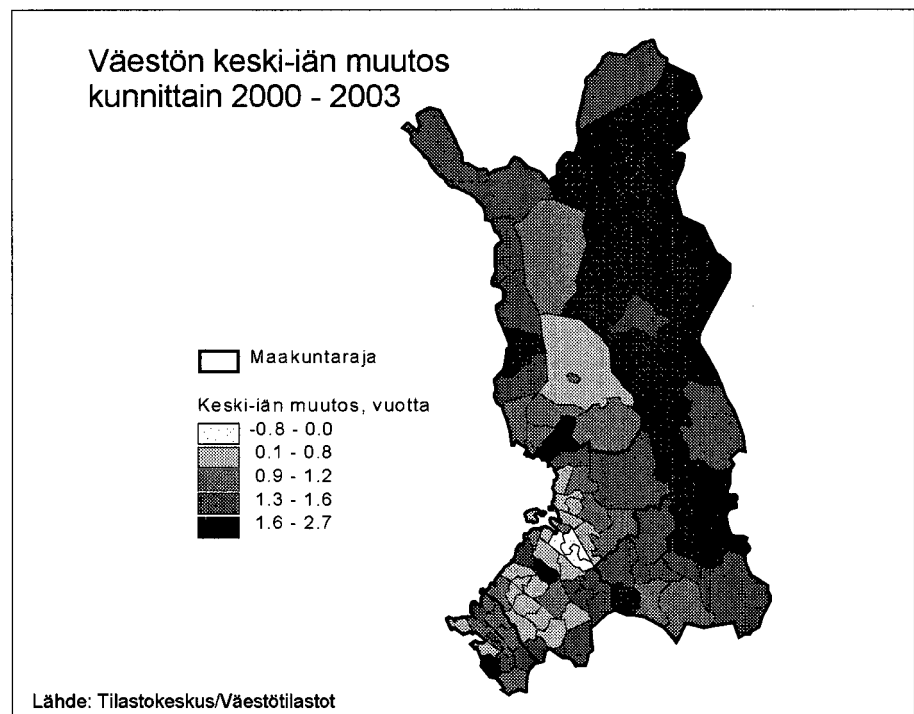 Väestön keski-iän muutos
kunnittain 2000 - 2003
Maakuntaraja
Keski-iän muutos, vuotta
-0.8 - 0.0
0.1 - 0.8
0.9 - 1.2
1.3 - 1.6
1.6 - 2.7
Lähde: Tilastokeskus/Väestötilastot